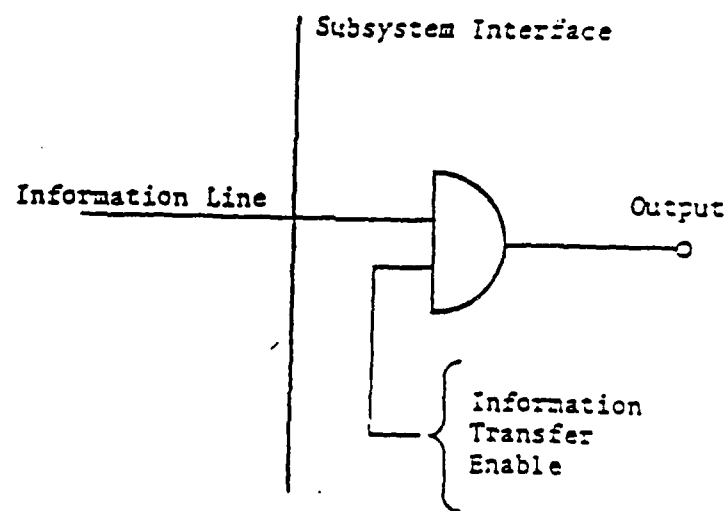 Subsystem Interface
Information Line
Output
Information
Transfer
Enable